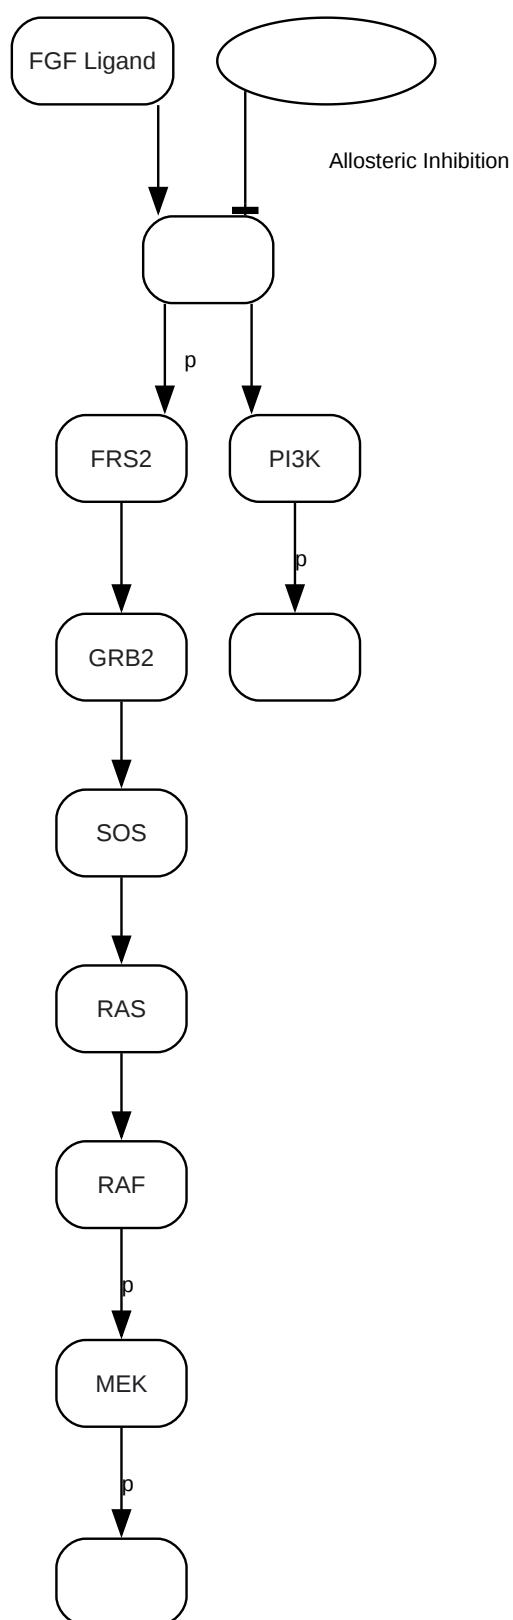 FGF Ligand
Allosteric Inhibition
p
FRS2
PI3K
p
GRB2
SOS
RAS
RAF
p
MEK
p